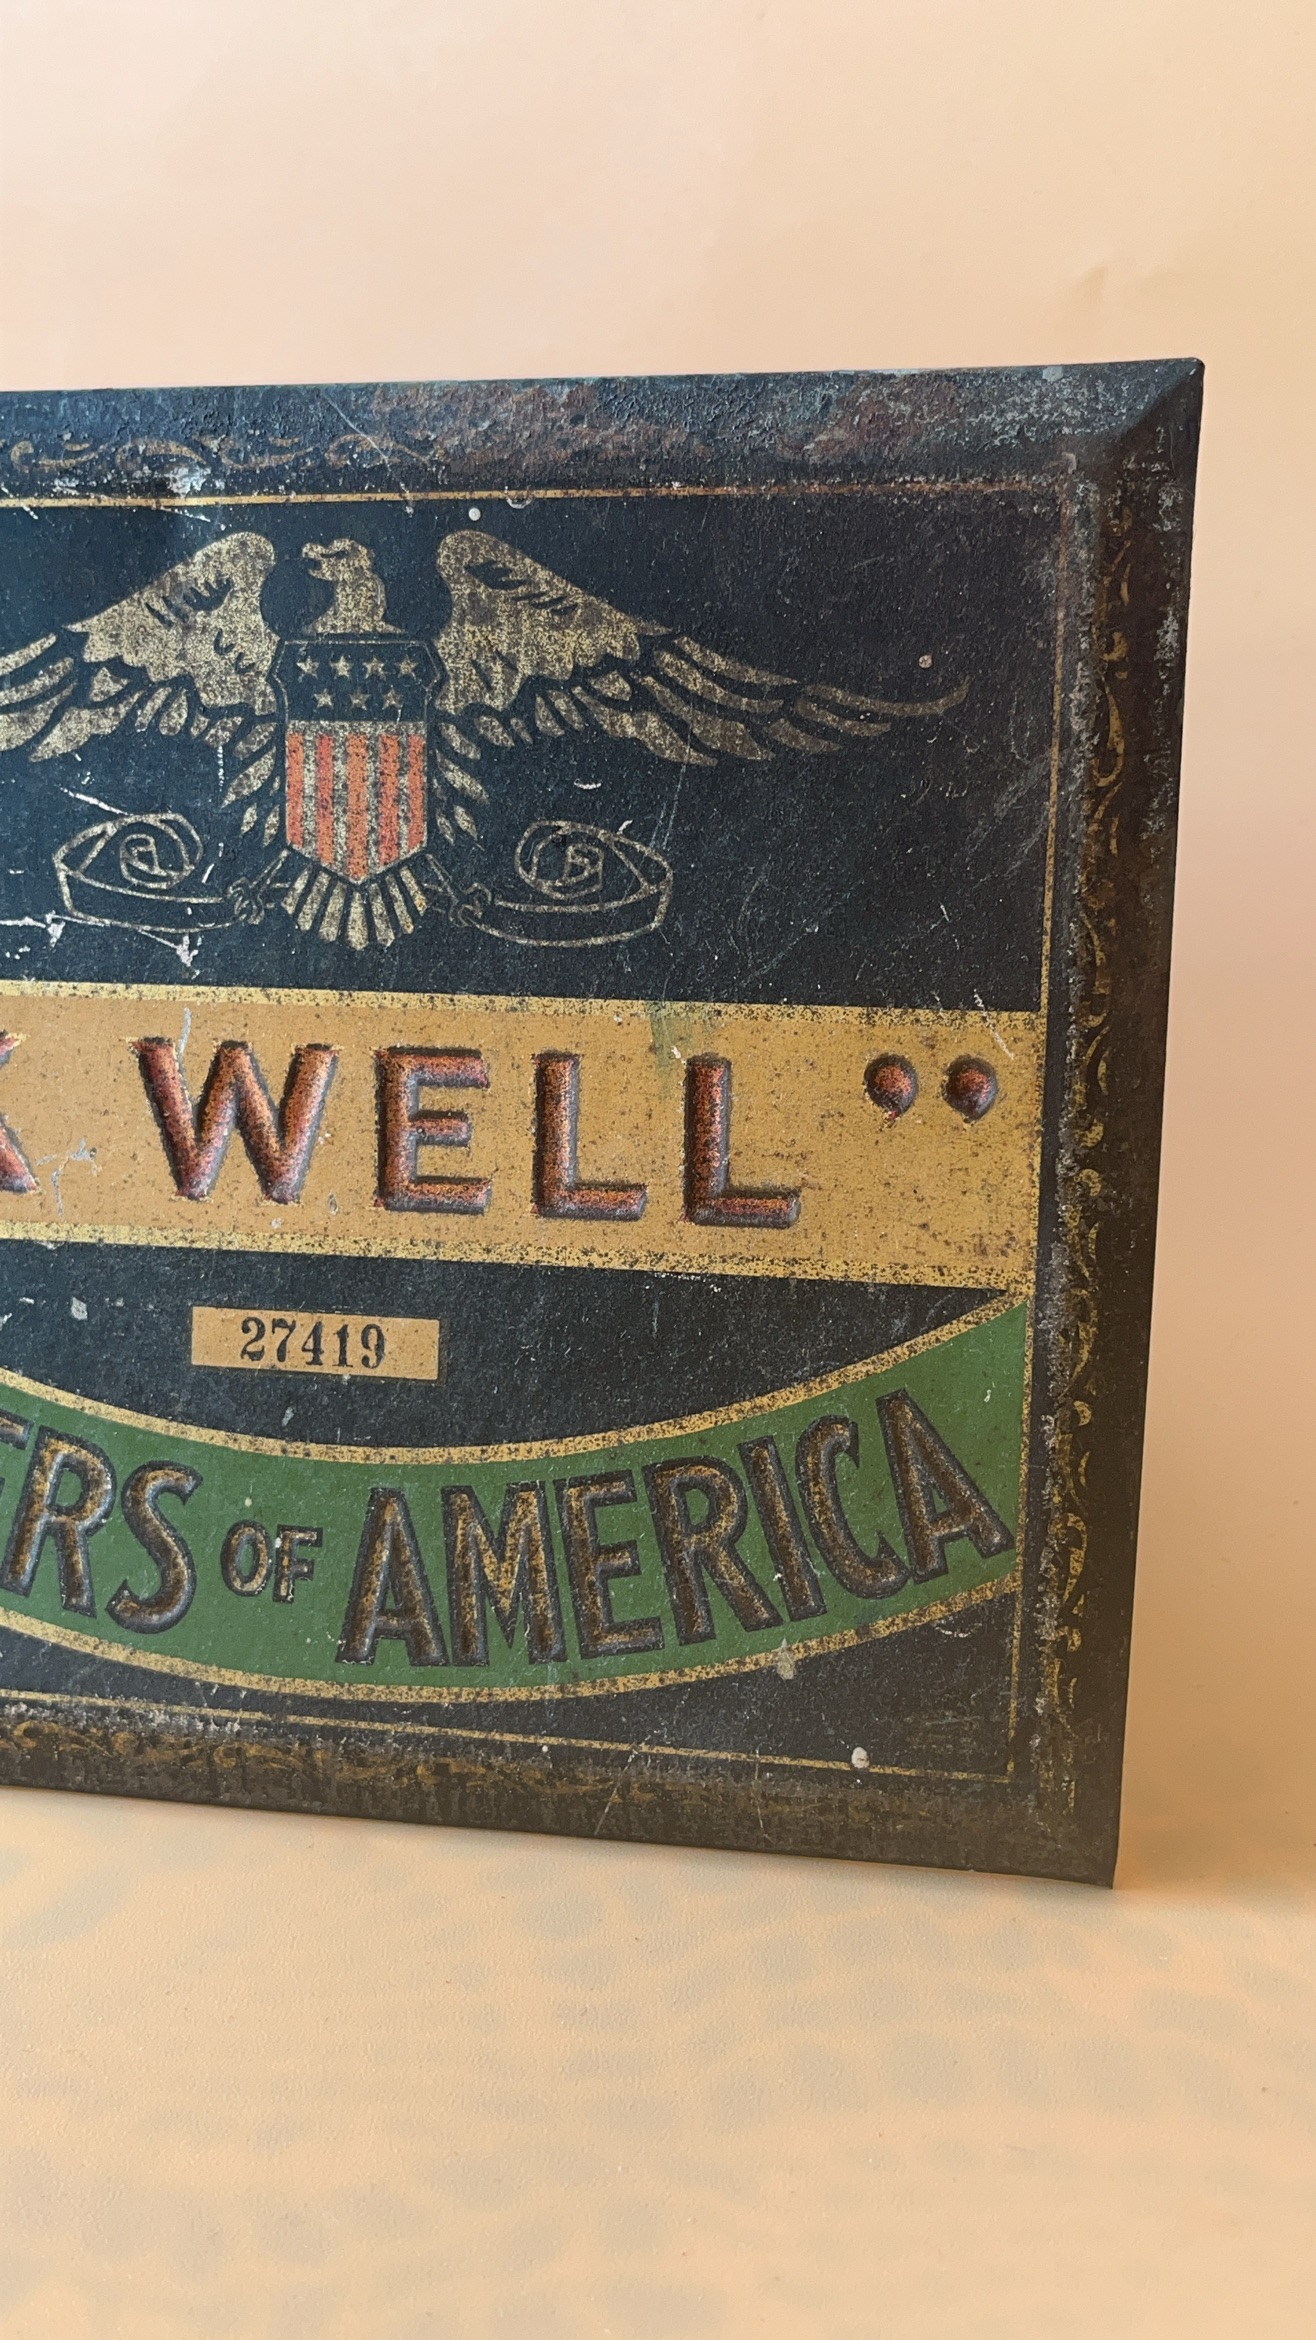 K WELL”
27419
ERS OF AMERICA